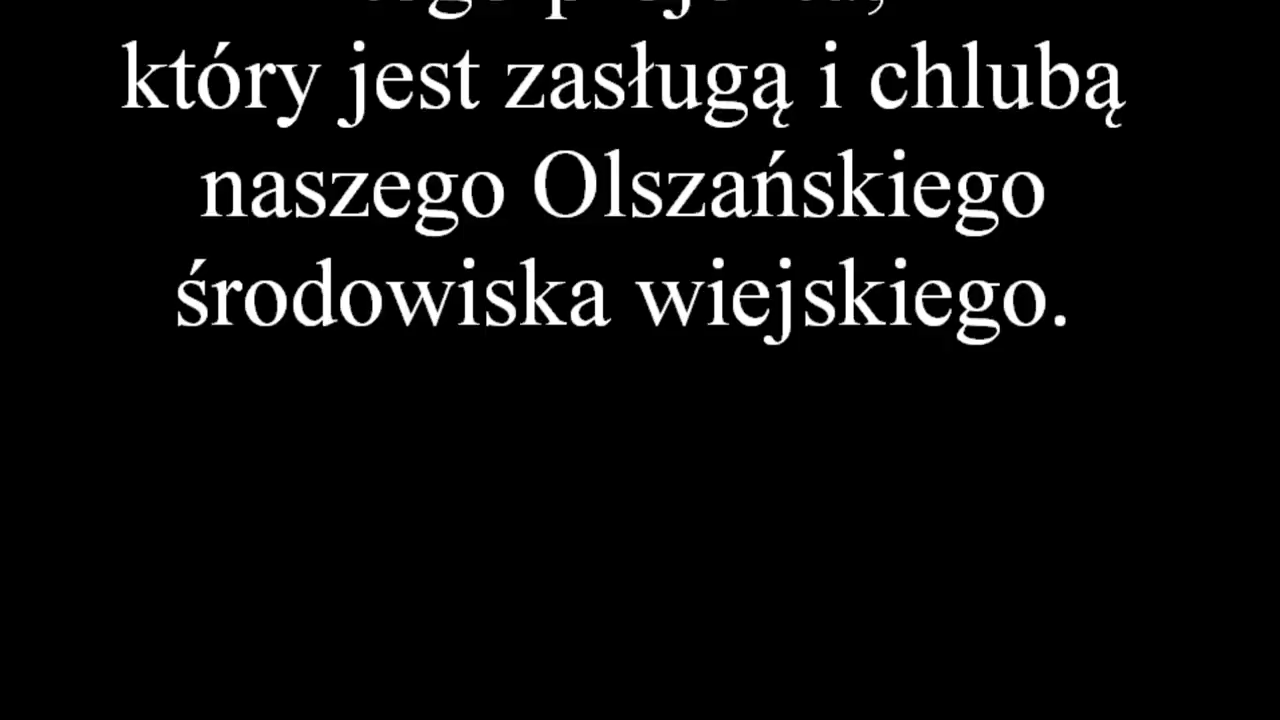 który jest zasługą i chlubą
naszego Olszańskiego
środowiska wiejskiego.